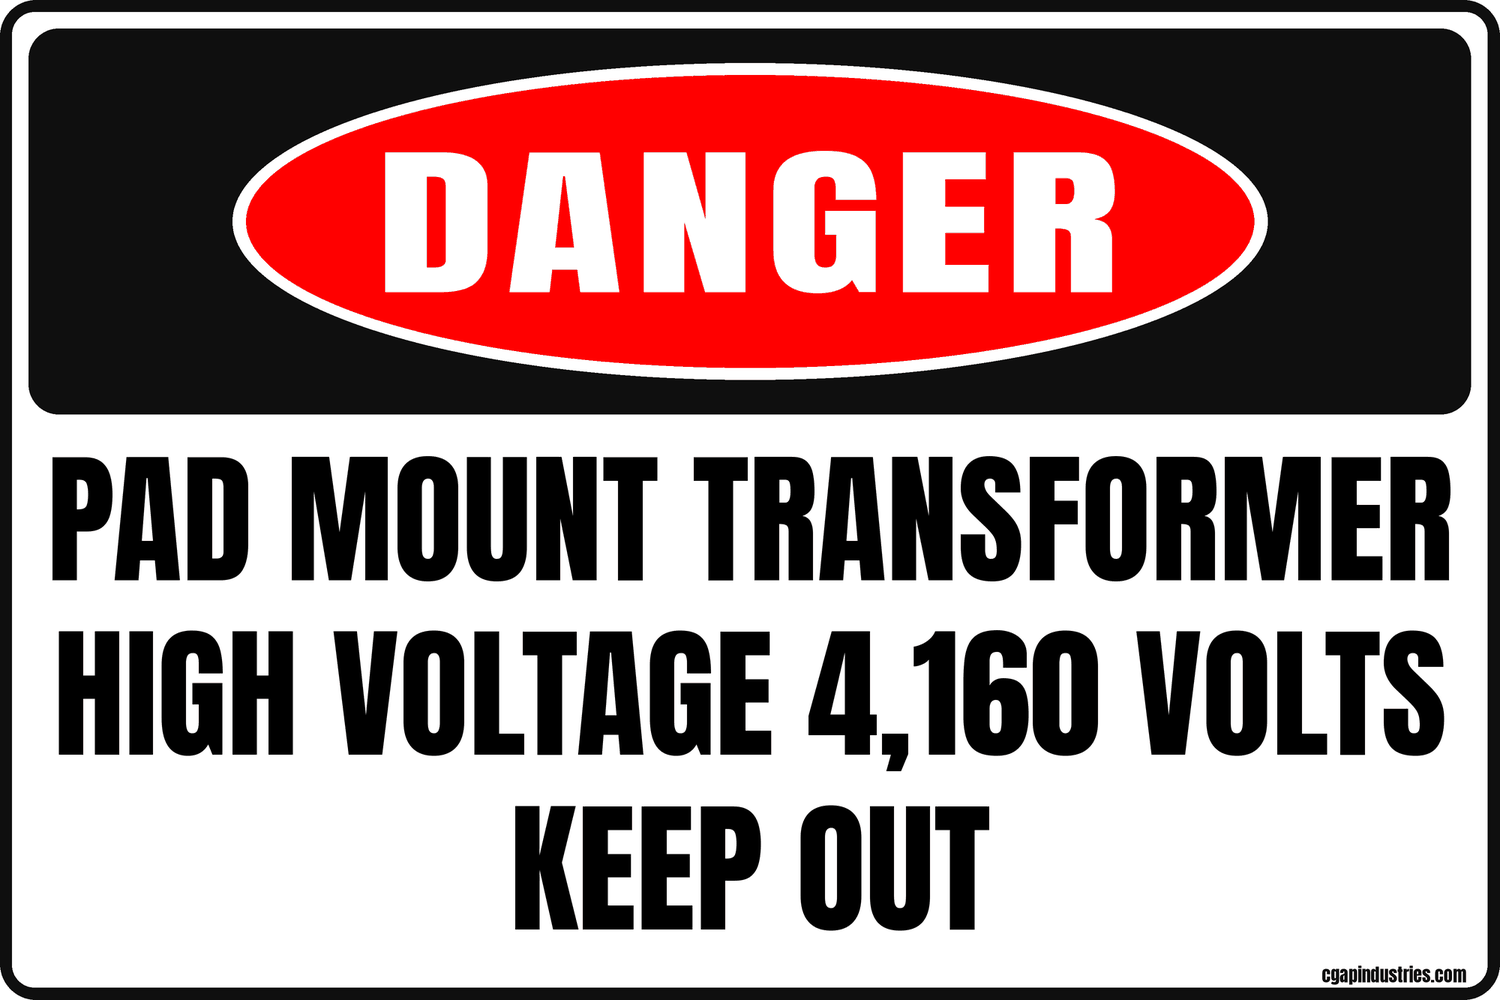 DANGER
PAD MOUNT TRANSFORMER
HIGH VOLTAGE 4,160 VOLTS
KEEP OUT
cgapindustries.com